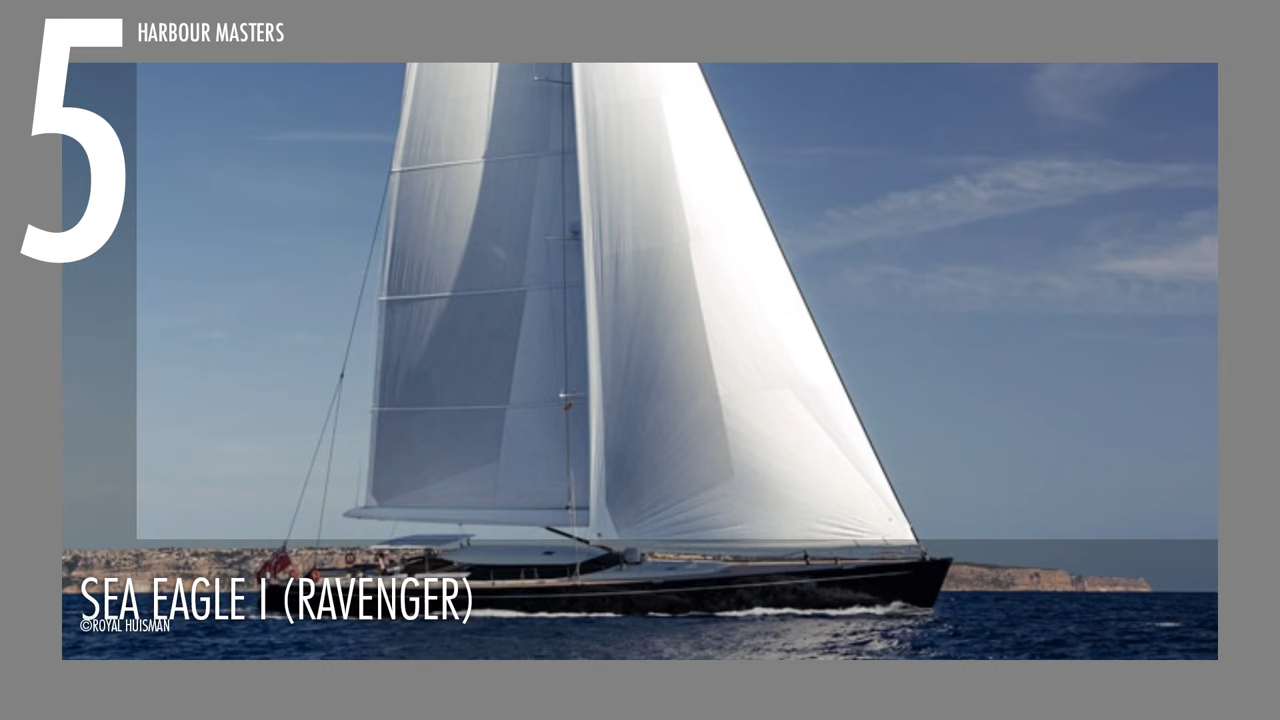 5
HARBOUR MASTERS
SEA EAGLE I (RAVENGER)
©ROYAL HUISMAN